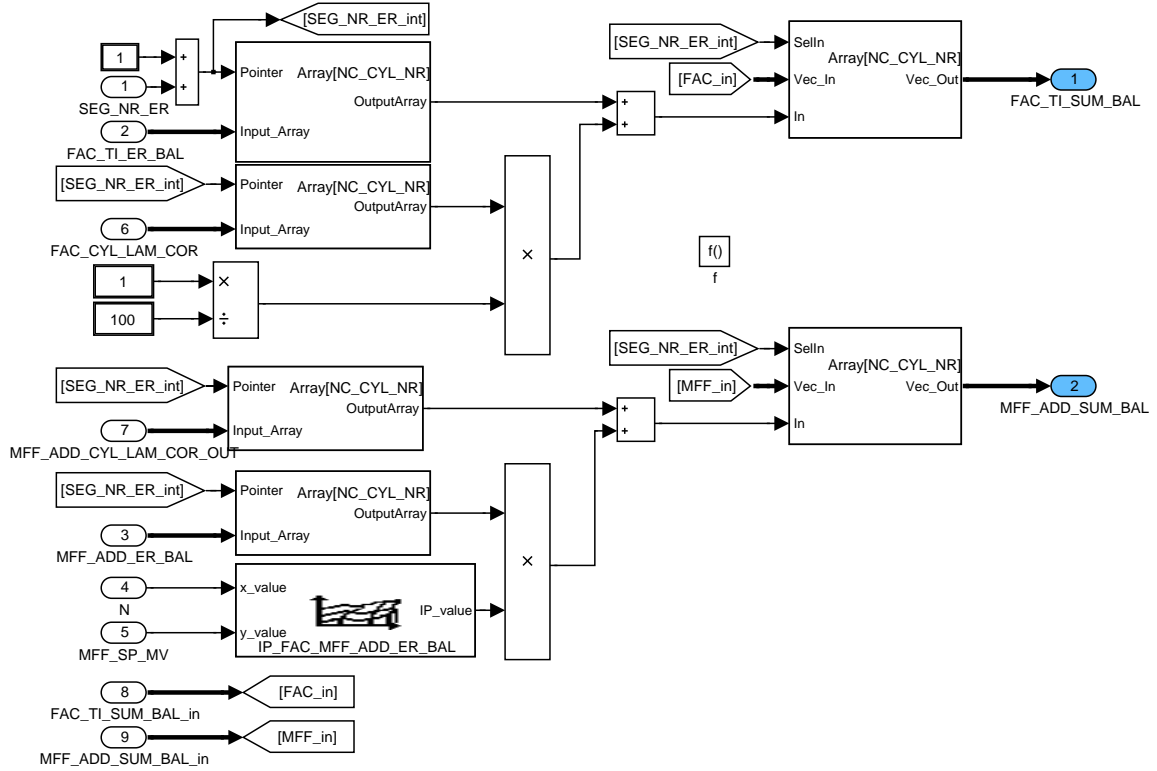 [SEG_NR_ER_int]
1
+
+
1
SEG_NR_ER
Pointer
Array[NC_CYL_NR]
OutputArray
Input_Array
2
FAC_TI_ER_BAL
[SEG_NR_ER_int]
Pointer
Array[NC_CYL_NR]
OutputArray
Input_Array
6
FAC_CYL_LAM_COR
1
100
×
÷
×
+
+
[SEG_NR_ER_int]
[FAC_in]
SelIn
Array[NC_CYL_NR]
Vec_In
Vec_Out
In
1
FAC_TI_SUM_BAL
f()
f
[SEG_NR_ER_int]
Pointer
Array[NC_CYL_NR]
OutputArray
Input_Array
7
MFF_ADD_CYL_LAM_COR_OUT
[SEG_NR_ER_int]
Pointer
Array[NC_CYL_NR]
OutputArray
Input_Array
3
MFF_ADD_ER_BAL
4
N
5
MFF_SP_MV
x_value
y_value
IP_value
IP_FAC_MFF_ADD_ER_BAL
×
+
+
[SEG_NR_ER_int]
[MFF_in]
SelIn
Array[NC_CYL_NR]
Vec_In
Vec_Out
In
2
MFF_ADD_SUM_BAL
8
FAC_TI_SUM_BAL_in
[FAC_in]
9
MFF_ADD_SUM_BAL_in
[MFF_in]